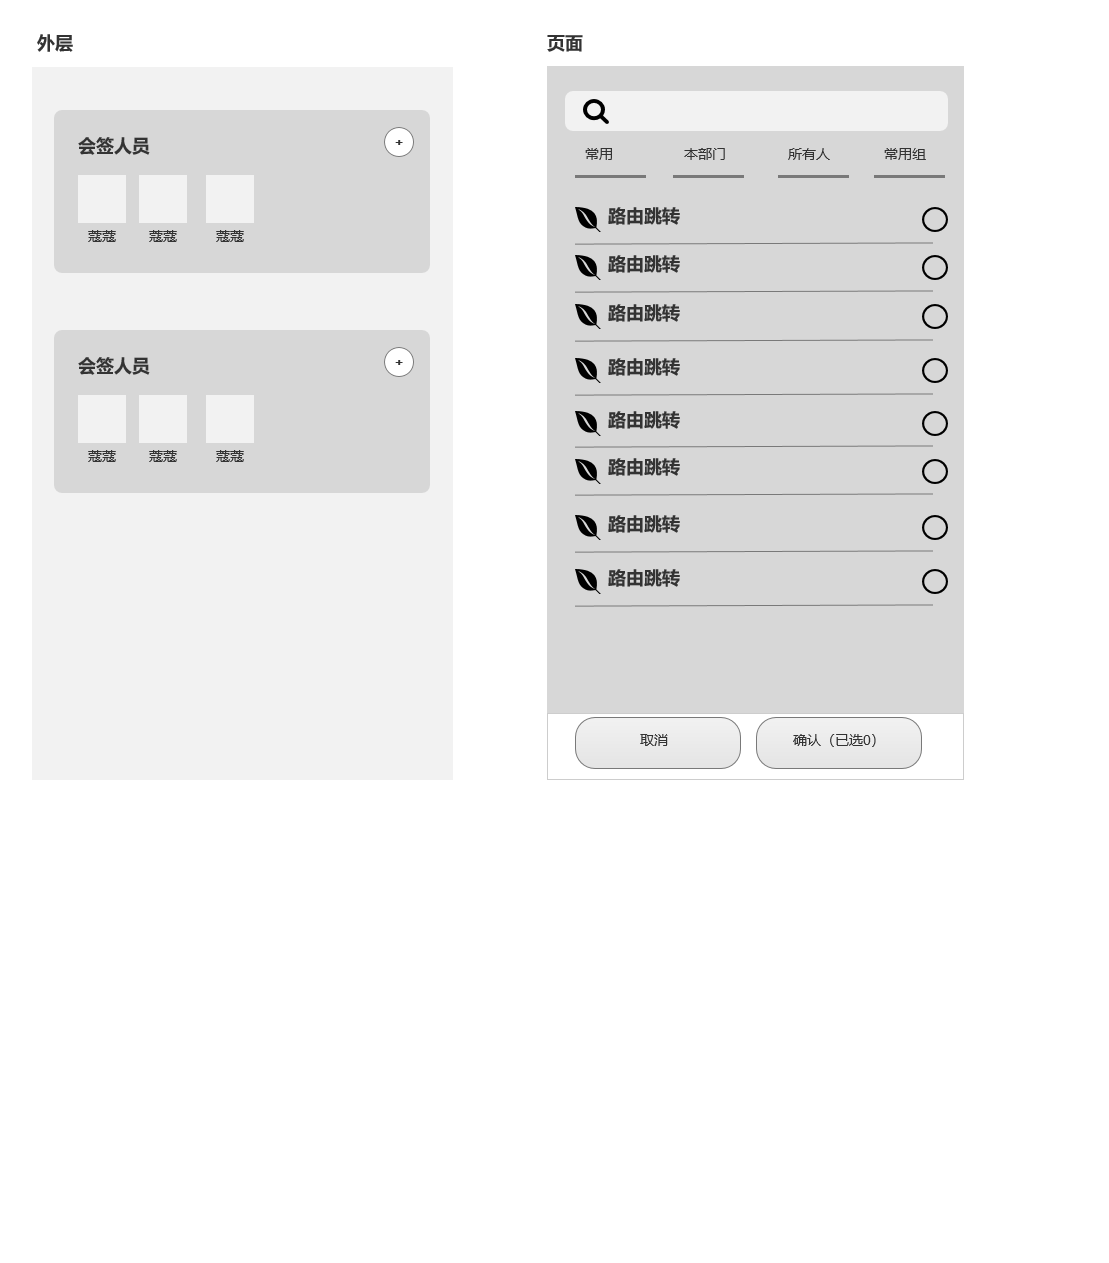 外层
会签人员
+
蔻蔻 蔻蔻 蔻蔻
会签人员
+
蔻蔻 蔻蔻 蔻蔻
页面
常用 本部门 所有人 常用组
路由跳转
路由跳转
路由跳转
路由跳转
路由跳转
路由跳转
路由跳转
路由跳转
取消 确认（已选0）